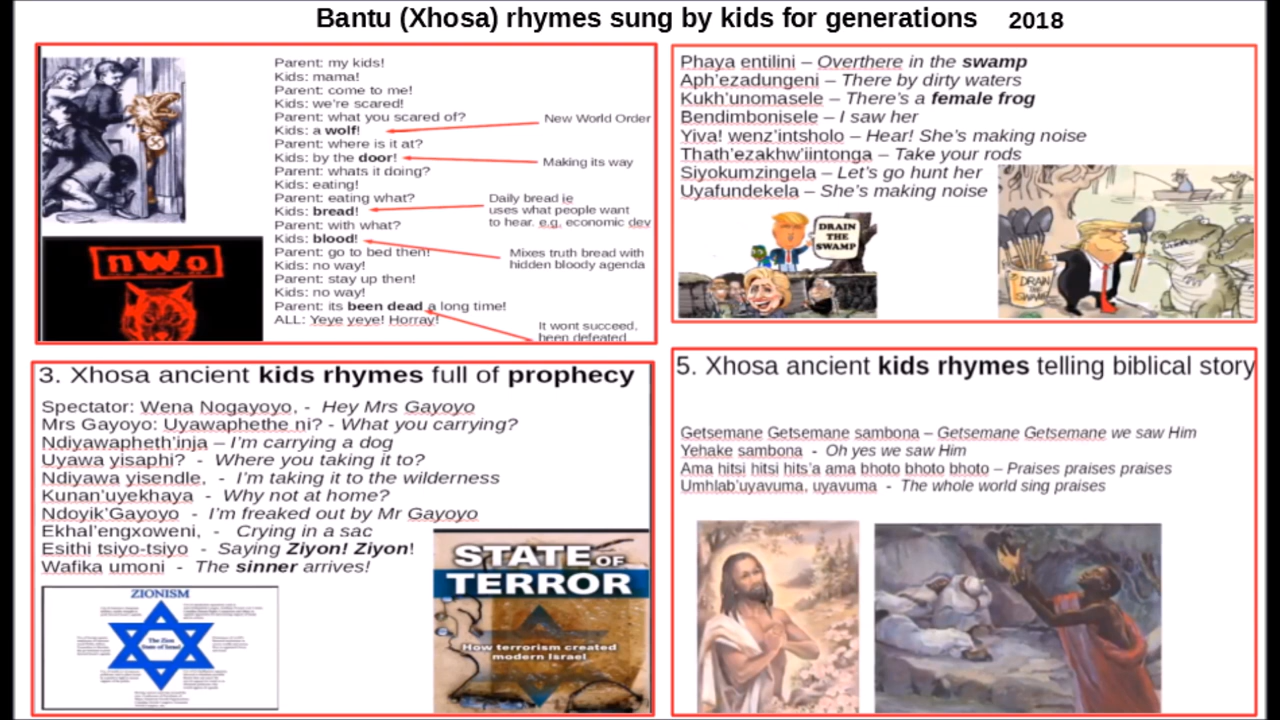 Bantu (Xhosa) rhymes sung by kids for generations 2018
Parent: my kids!
Kids: mama!
Parent: come to me!
Kids: we're scared!
Parent: what you scared of?
Kids: a wolf!
Parent: where is it at?
Kids: by the door!
Parent: whats it doing?
Kids: eating!
Parent: eating what?
Kids: bread!
Parent: with what?
Kids: blood!
Parent: go to bed then!
Kids: no way!
Parent: stay up then!
Kids: no way!
Parent: its been dead a long time!
ALL: Yeye yeye! Horray!
New World Order
Making its way
Daily bread ie
uses what people want
to hear. e.g. economic dev
Mixes truth bread with
hidden bloody agenda
It wont succeed,
been defeated
nWo
Phaya entilini – Overthere in the swamp
Aph'ezadungeni – There by dirty waters
Kukh'unomasele – There's a female frog
Bendimbonisele – I saw her
Yiva! wenz'intsholo – Hear! She's making noise
Thath'ezakhw'iintonga – Take your rods
Siyokumzingela – Let's go hunt her
Uyafundekela – She's making noise
DRAIN
THE
SWAMP
DRAIN
3. Xhosa ancient kids rhymes full of prophecy
Spectator: Wena Nogayoyo, - Hey Mrs Gayoyo
Mrs Gayoyo: Uyawaphethe ni? - What you carrying?
Ndiyawapheth'inja – I'm carrying a dog
Uyawa yisaphi? - Where you taking it to?
Ndiyawa yisendle, - I'm taking it to the wilderness
Kunan'uyekhaya - Why not at home?
Ndoyik'Gayoyo - I'm freaked out by Mr Gayoyo
Ekhal'engxoweni, - Crying in a sac
Esithi tsiyo-tsiyo - Saying Ziyon! Ziyon!
Wafika umoni - The sinner arrives!
ZIONISM
The Zion
State of Israel
STATE OF
TERROR
How terrorism created
modern Israel
5. Xhosa ancient kids rhymes telling biblical story
Getsemane Getsemane sambona – Getsemane Getsemane we saw Him
Yehake sambona - Oh yes we saw Him
Ama hitsi hitsi hits'a ama bhoto bhoto bhoto – Praises praises praises
Umhlab'uyavuma, uyavuma - The whole world sing praises